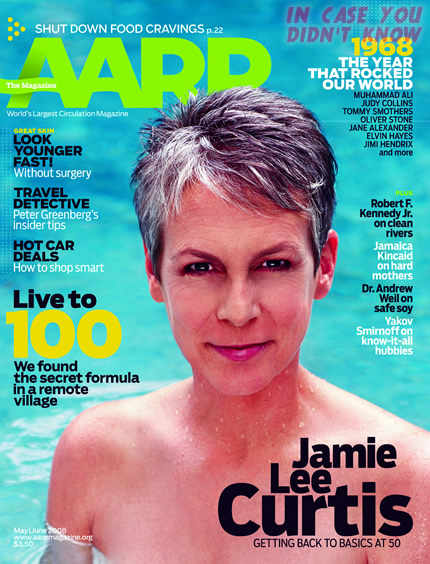 IN CASE YOU
DIDN'T KNOW
SHUT DOWN FOOD CRAVINGS p.22
AARP
The Magazine
World's Largest Circulation Magazine
1968
THE YEAR
THAT ROCKED
OUR WORLD
MUHAMMAD ALI
JUDY COLLINS
TOMMY SMOTHERS
OLIVER STONE
JANE ALEXANDER
ELVIN HAYES
JIMI HENDRIX
and more
GREAT SKIN
LOOK
YOUNGER
FAST!
Without surgery
TRAVEL
DETECTIVE
Peter Greenberg's
insider tips
HOT CAR
DEALS
How to shop smart
Live to
100
We found
the secret formula
in a remote
village
PLUS
Robert F.
Kennedy Jr.
on clean
rivers
Jamaica
Kincaid
on hard
mothers
Dr. Andrew
Weil on
safe soy
Yakov
Smirnoff on
know-it-all
hubbies
Jamie
Lee
Curtis
GETTING BACK TO BASICS AT 50
May|June 2008
www.aarpmagazine.org
$3.50